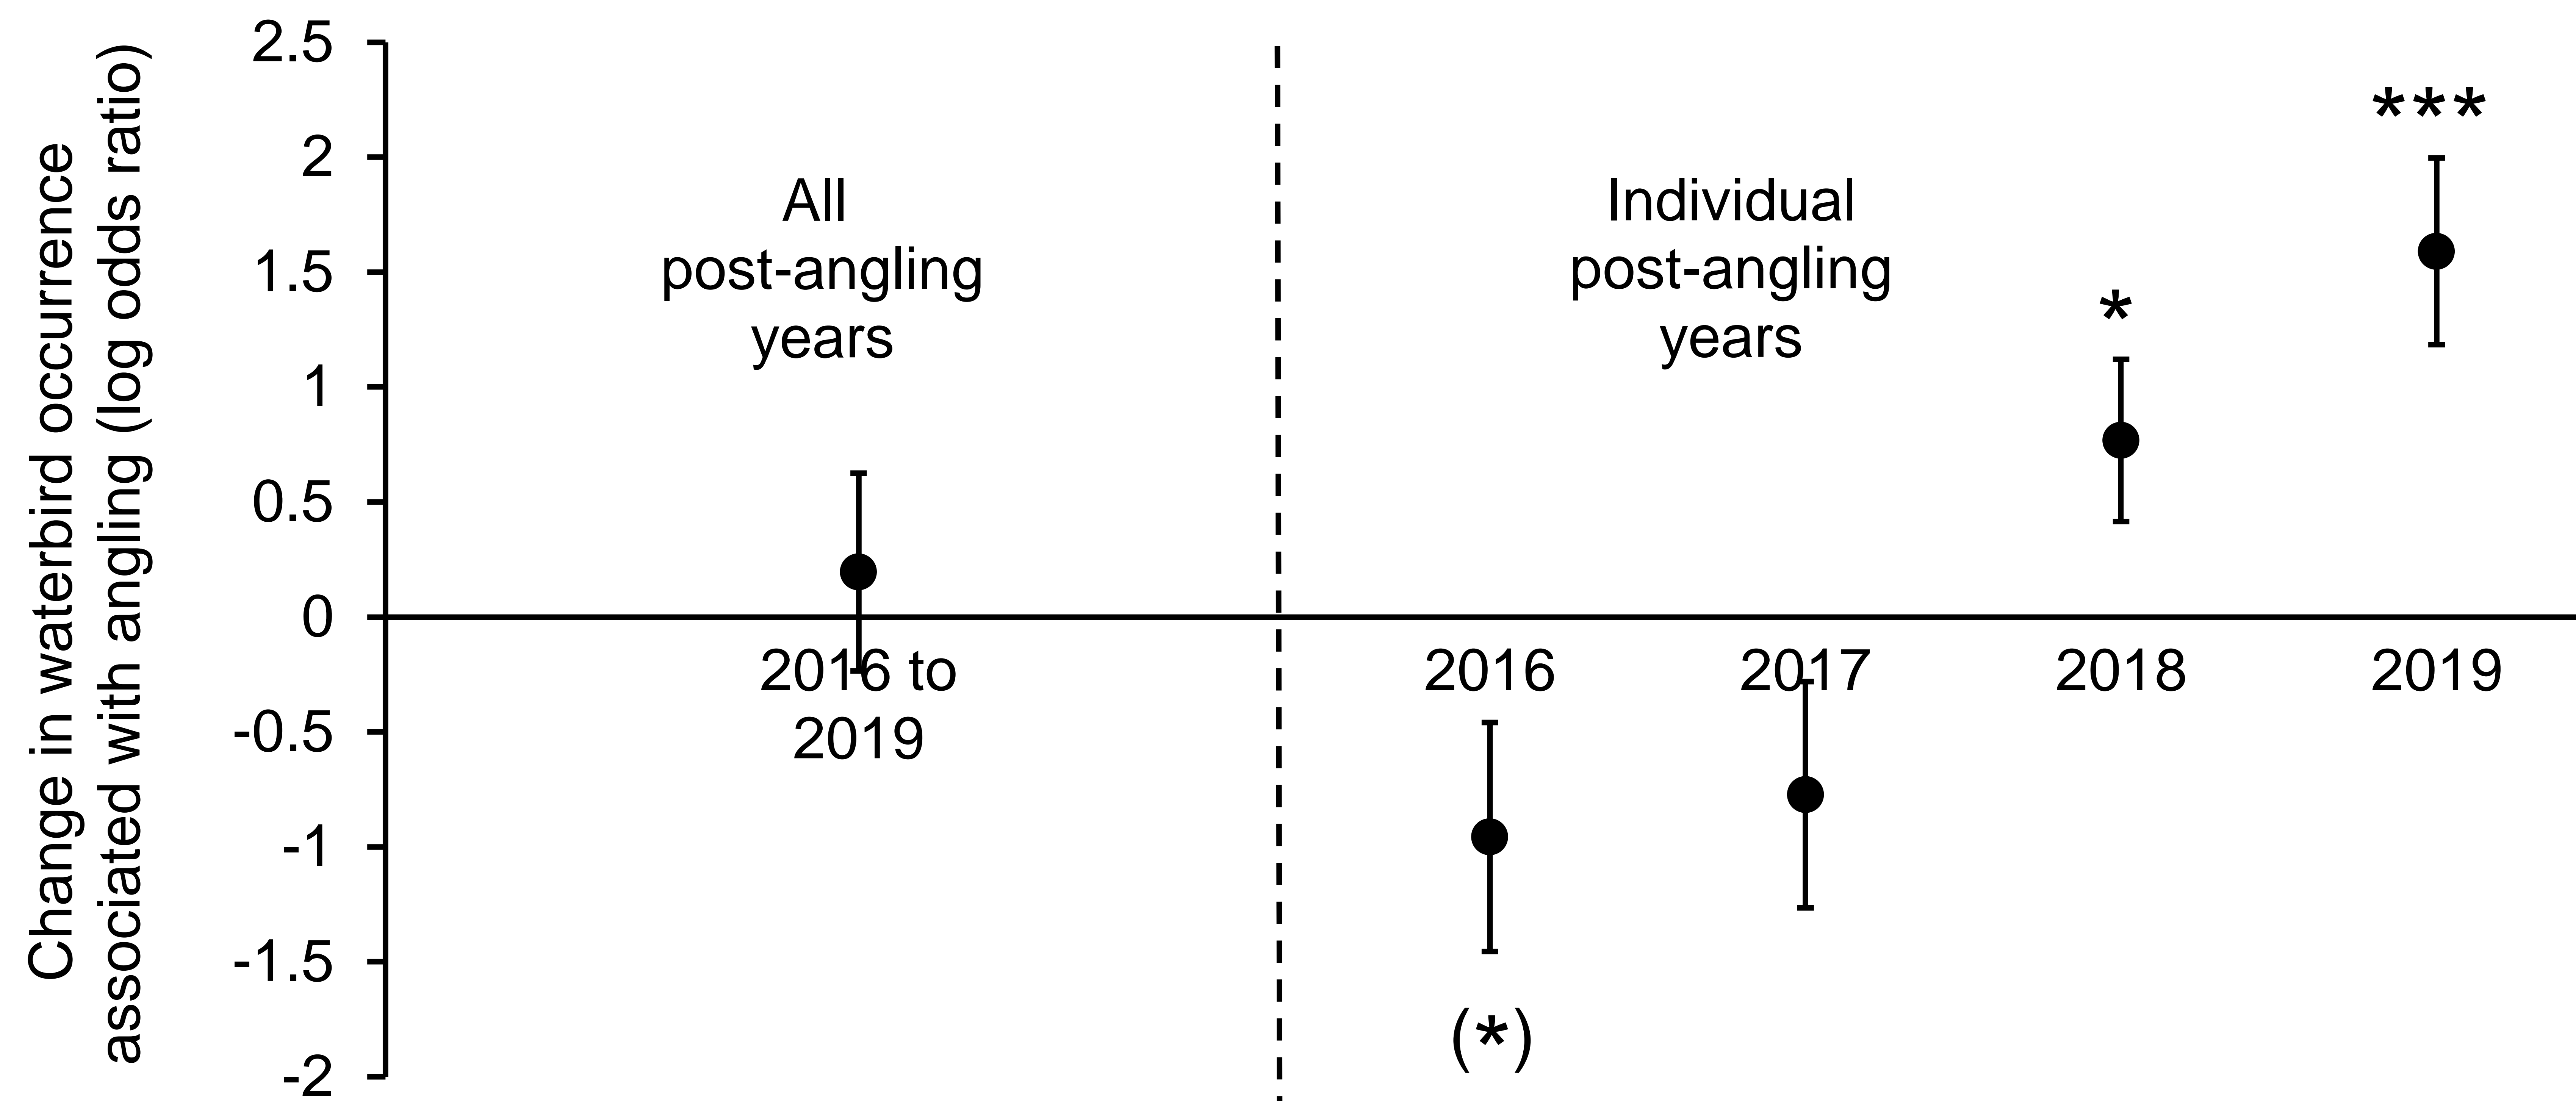 Change in waterbird occurrence
associated with angling (log odds ratio)
2.5
2
1.5
1
0.5
0
-0.5
-1
-1.5
-2
All
post-angling
years
Individual
post-angling
years
*
***
2016 to
2019
2016
2017
2018
2019
(*)